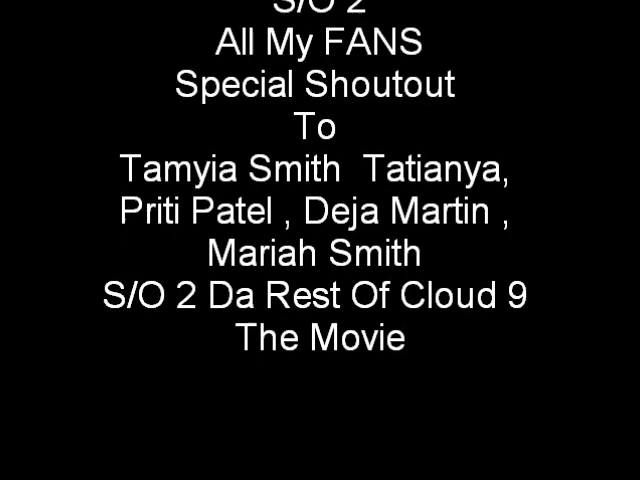 S/O 2
All My FANS
Special Shoutout
To
Tamyia Smith  Tatianya,
Priti Patel , Deja Martin ,
Mariah Smith
S/O 2 Da Rest Of Cloud 9
The Movie